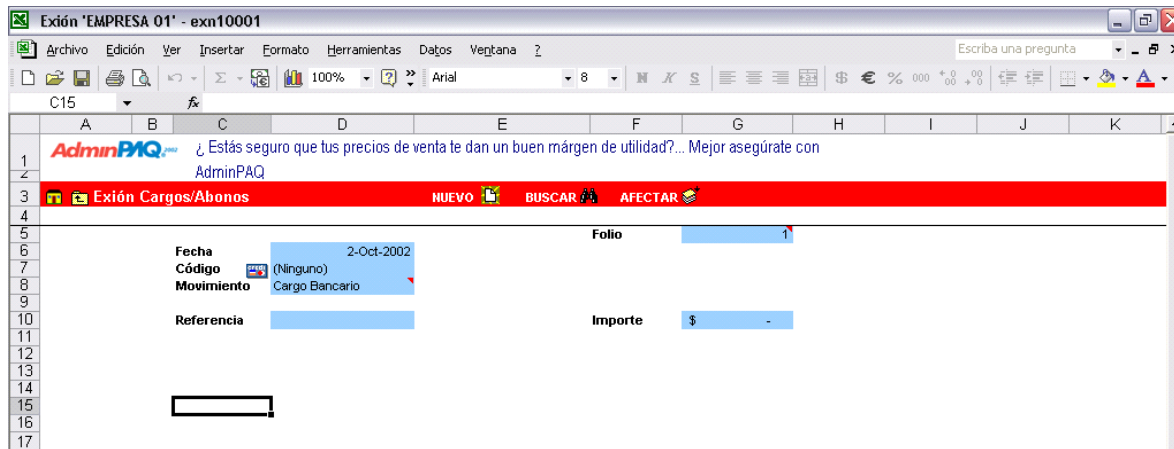 Exión 'EMPRESA 01' - exn10001
Archivo Edición Ver Insertar Formato Herramientas Datos Ventana ? Escriba una pregunta
100% Arial 8 N K S $ € % 000
C15 fx
A B C D E F G H I J K
1 AdminPAQ 2002 ¿ Estás seguro que tus precios de venta te dan un buen márgen de utilidad?... Mejor asegúrate con
2 AdminPAQ
3 Exión Cargos/Abonos NUEVO BUSCAR AFECTAR
4
5 Folio 1
6 Fecha 2-Oct-2002
7 Código (Ninguno)
8 Movimiento Cargo Bancario
9
10 Referencia Importe $ -
11
12
13
14
15
16
17